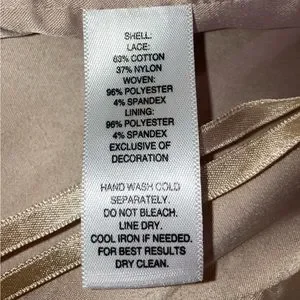 SHELL:
LACE:
63% COTTON
37% NYLON
WOVEN:
96% POLYESTER
4% SPANDEX
LINING:
96% POLYESTER
4% SPANDEX
EXCLUSIVE OF
DECORATION
HAND WASH COLD
SEPARATELY.
DO NOT BLEACH.
LINE DRY.
COOL IRON IF NEEDED.
FOR BEST RESULTS
DRY CLEAN.